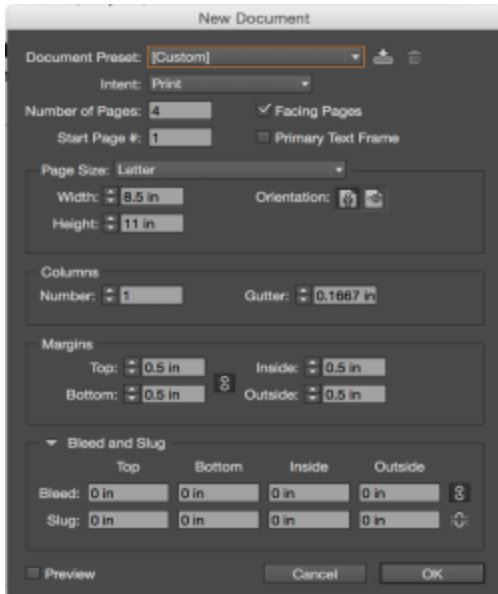 New Document
Document Preset: [Custom]
Intent: Print
Number of Pages: 4 Facing Pages
Start Page #: 1 Primary Text Frame
Page Size: Letter
Width: 8.5 in Orientation:
Height: 11 in
Columns
Number: 1 Gutter: 0.1667 in
Margins
Top: 0.5 in Inside: 0.5 in
Bottom: 0.5 in Outside: 0.5 in
Bleed and Slug
Top Bottom Inside Outside
Bleed: 0 in 0 in 0 in 0 in
Slug: 0 in 0 in 0 in 0 in
Preview Cancel OK